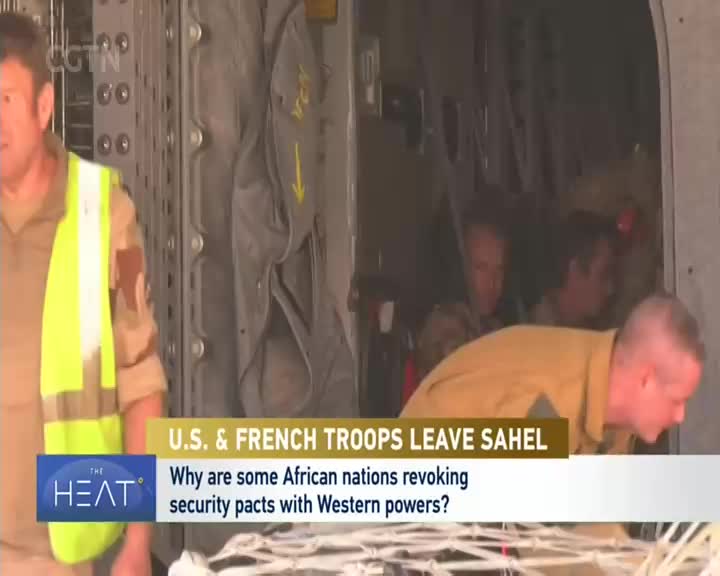 CGTN
U.S. & FRENCH TROOPS LEAVE SAHEL
THE
HEAT
Why are some African nations revoking
security pacts with Western powers?